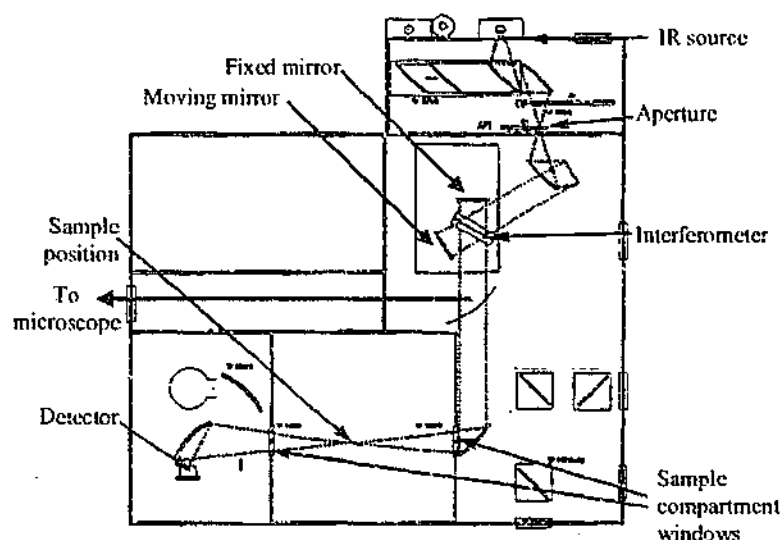 IR source
Fixed mirror
Moving mirror
Aperture
Sample
position
Interferometer
To
microscope
Detector
Sample
compartment
windows